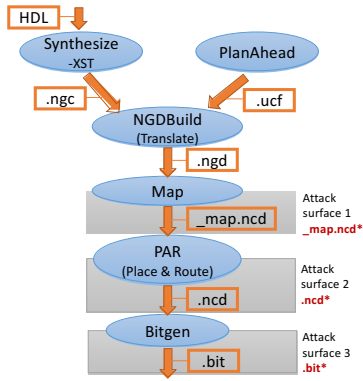 HDL
Synthesize
-XST
PlanAhead
.ngc
.ucf
NGDBuild
(Translate)
.ngd
Map
_map.ncd
Attack
surface 1
_map.ncd*
PAR
(Place & Route)
.ncd
Attack
surface 2
.ncd*
Bitgen
.bit
Attack
surface 3
.bit*